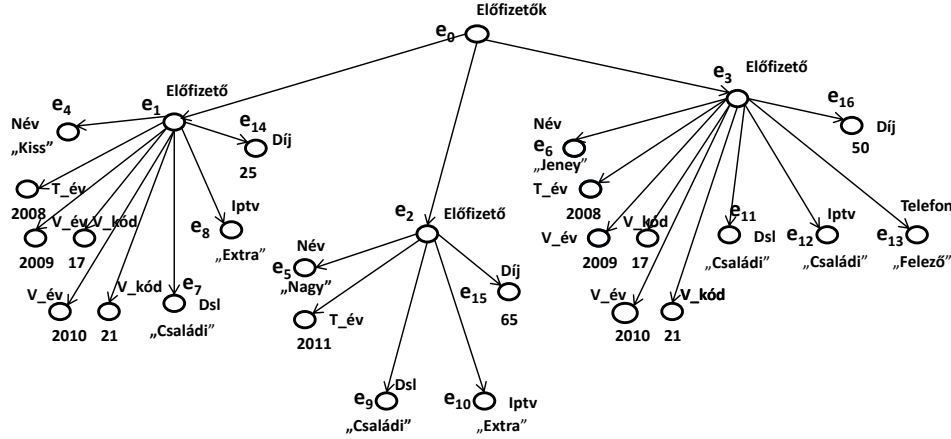 Előfizetők
e0
Előfizető
e1
e4
Név
„Kiss”
e14
Díj
25
T_év
2008
V_év
2009
V_kód
17
V_év
2010
V_kód
21
e7
Dsl
„Családi”
Iptv
e8
„Extra”
e2
Előfizető
Név
e5
„Nagy”
T_év
2011
e15
Díj
65
Dsl
e9
„Családi”
e10
Iptv
„Extra”
e3
Előfizető
e16
Díj
50
Név
e6
„Jeney”
T_év
2008
V_év
2009
V_kód
17
V_év
2010
V_kód
21
e11
Dsl
„Családi”
Iptv
e12
„Családi”
Telefon
e13
„Felező”